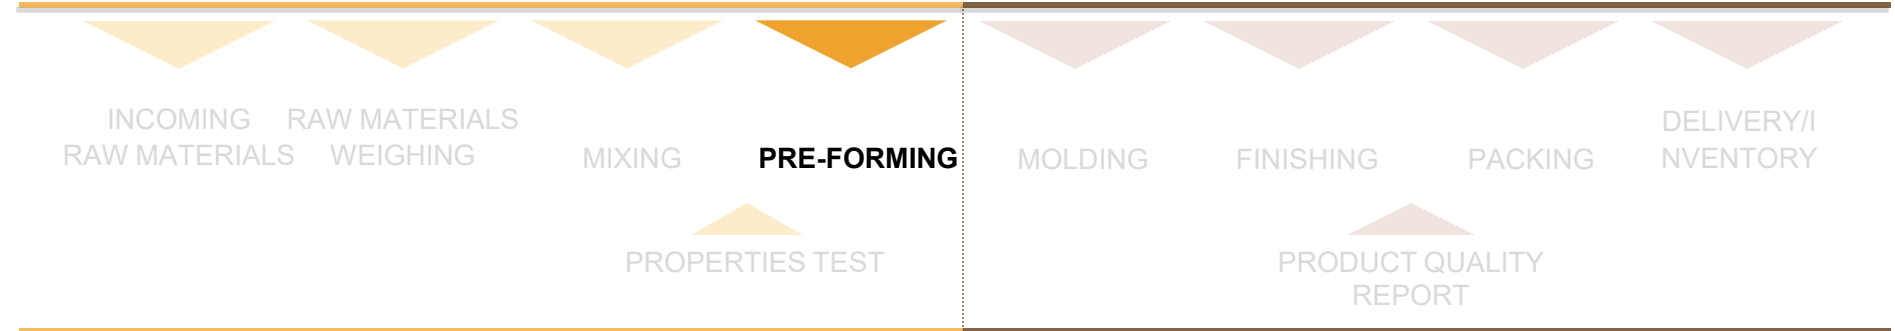 INCOMING
RAW MATERIALS
RAW MATERIALS
WEIGHING
MIXING
PRE-FORMING
MOLDING
FINISHING
PACKING
DELIVERY/I
NVENTORY
PROPERTIES TEST
PRODUCT QUALITY
REPORT